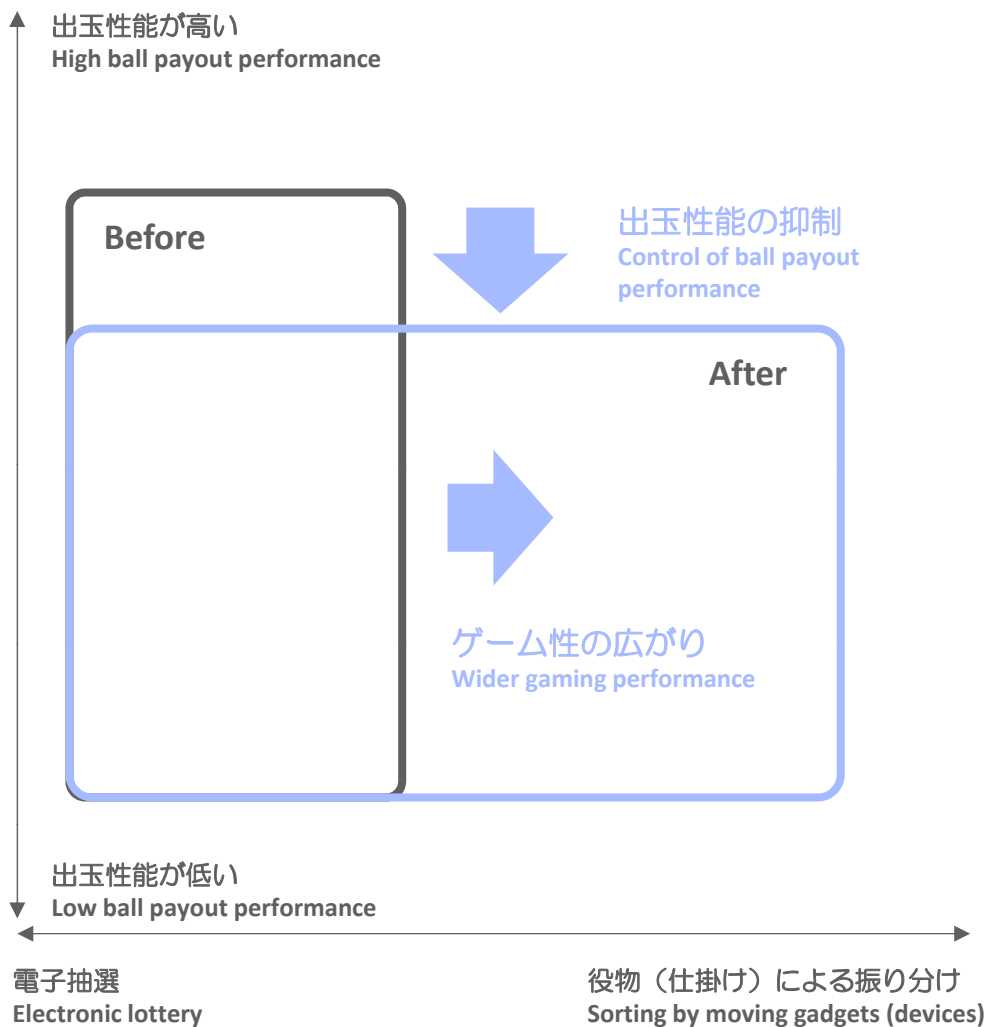 出玉性能が高い
High ball payout performance
Before
出玉性能の抑制
Control of ball payout
performance
After
ゲーム性の広がり
Wider gaming performance
出玉性能が低い
Low ball payout performance
電子抽選
Electronic lottery
役物（仕掛け）による振り分け
Sorting by moving gadgets (devices)